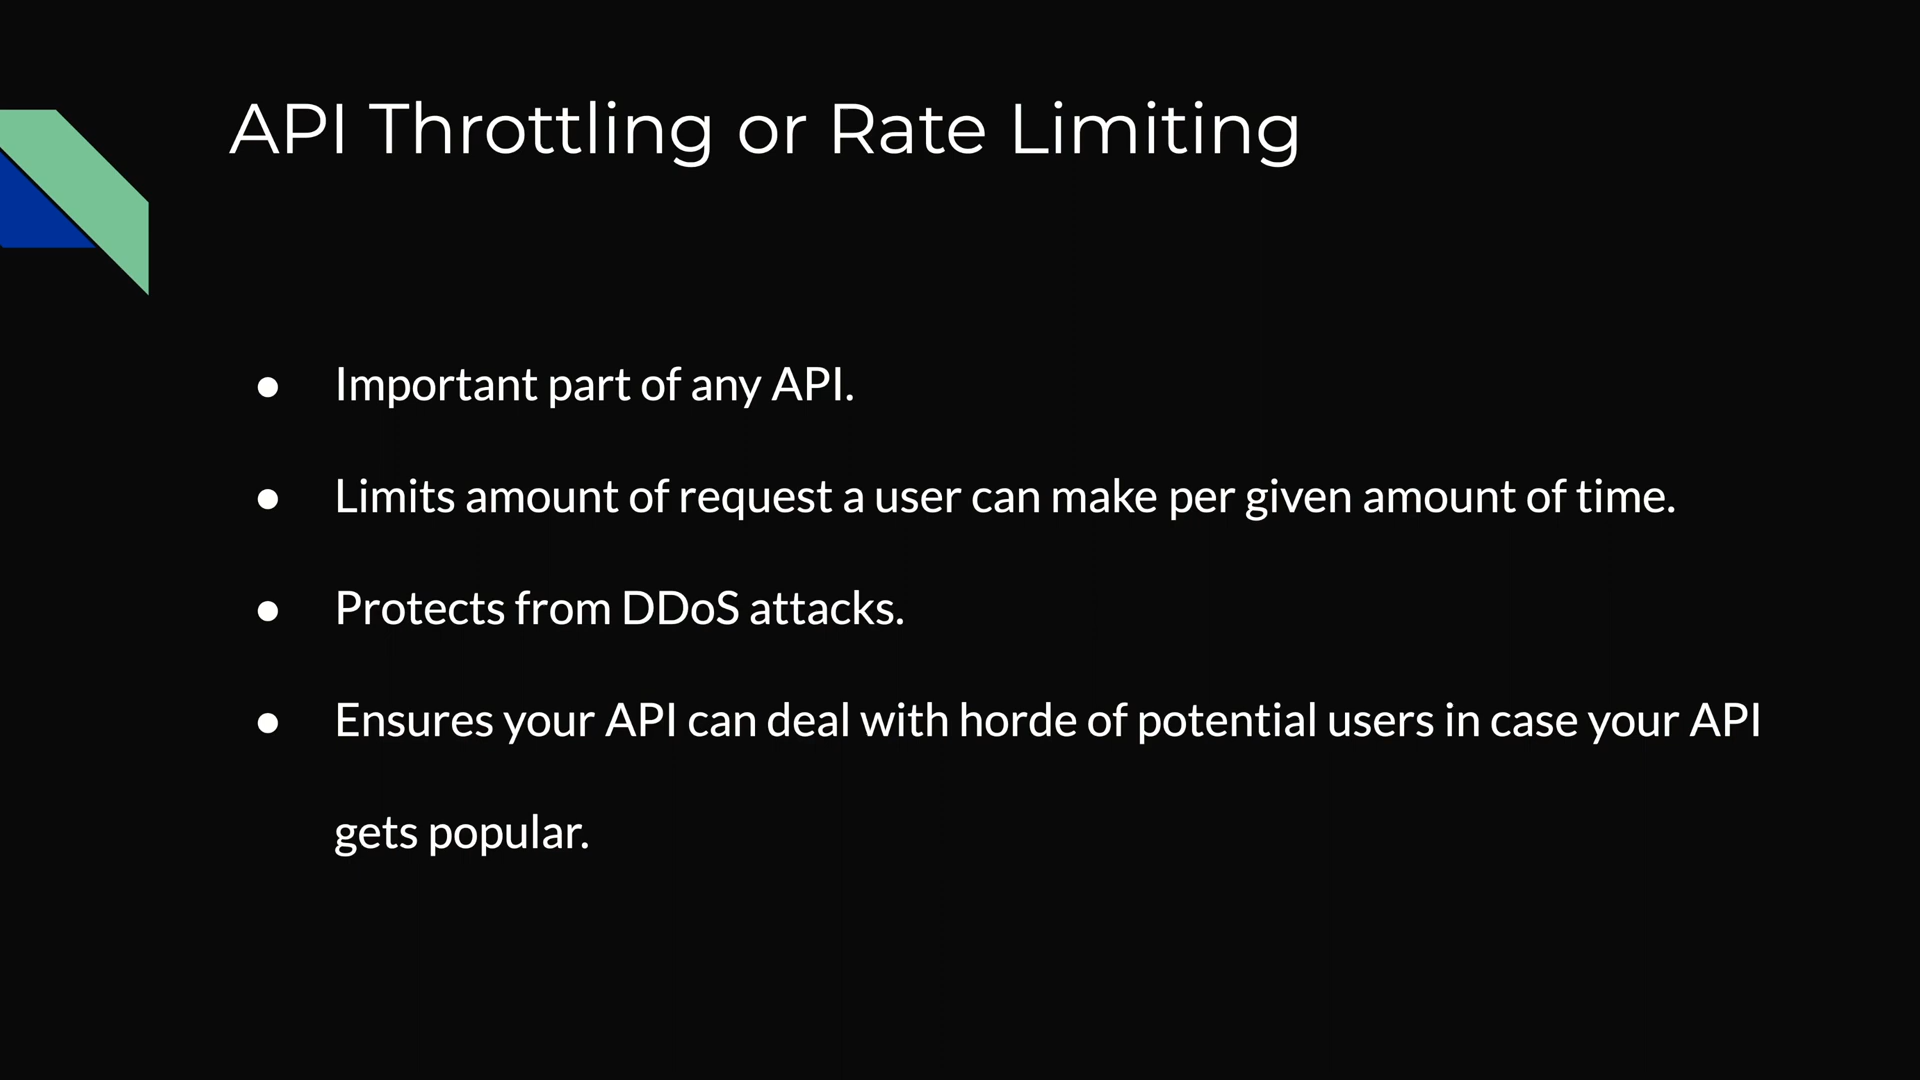 API Throttling or Rate Limiting
● Important part of any API.
● Limits amount of request a user can make per given amount of time.
● Protects from DDoS attacks.
● Ensures your API can deal with horde of potential users in case your API
gets popular.